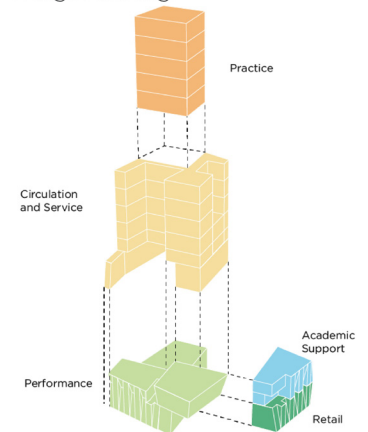 Practice
Circulation
and Service
Academic
Support
Performance
Retail